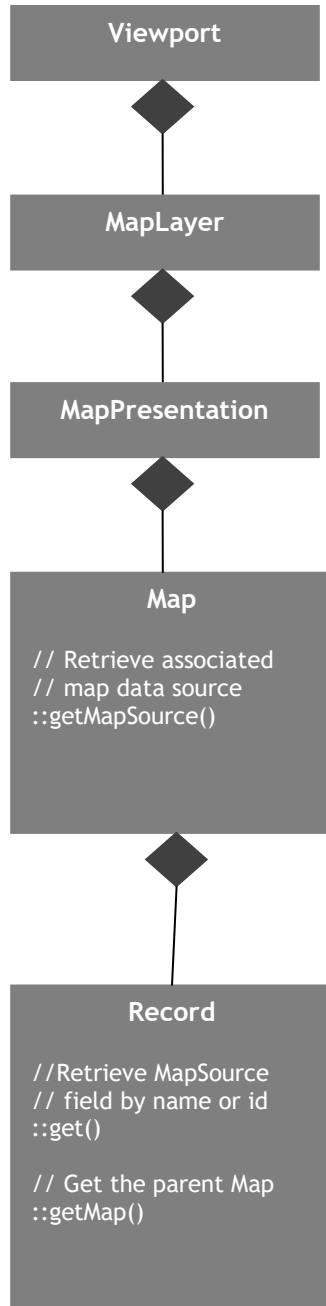 Viewport
MapLayer
MapPresentation
Map
// Retrieve associated
// map data source
::getMapSource()
Record
//Retrieve MapSource
// field by name or id
::get()
// Get the parent Map
::getMap()